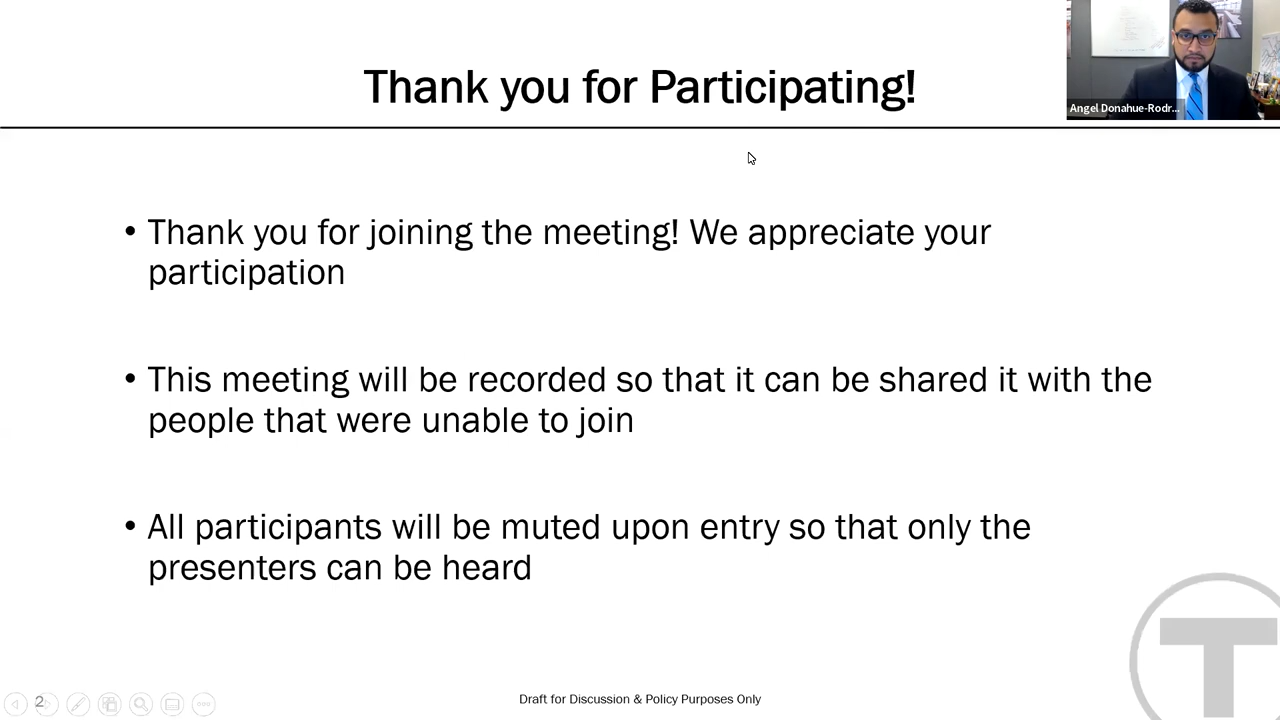 Thank you for Participating!
Angel Donahue-Rodr...
• Thank you for joining the meeting! We appreciate your
participation
• This meeting will be recorded so that it can be shared it with the
people that were unable to join
• All participants will be muted upon entry so that only the
presenters can be heard
T
2
Draft for Discussion & Policy Purposes Only